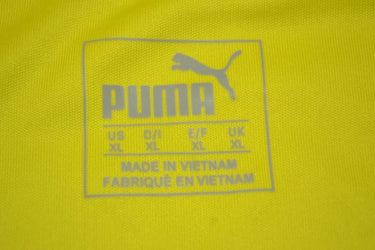 PUMA
US D/I E/F UK
XL XL XL XL
MADE IN VIETNAM
FABRIQUÉ EN VIETNAM